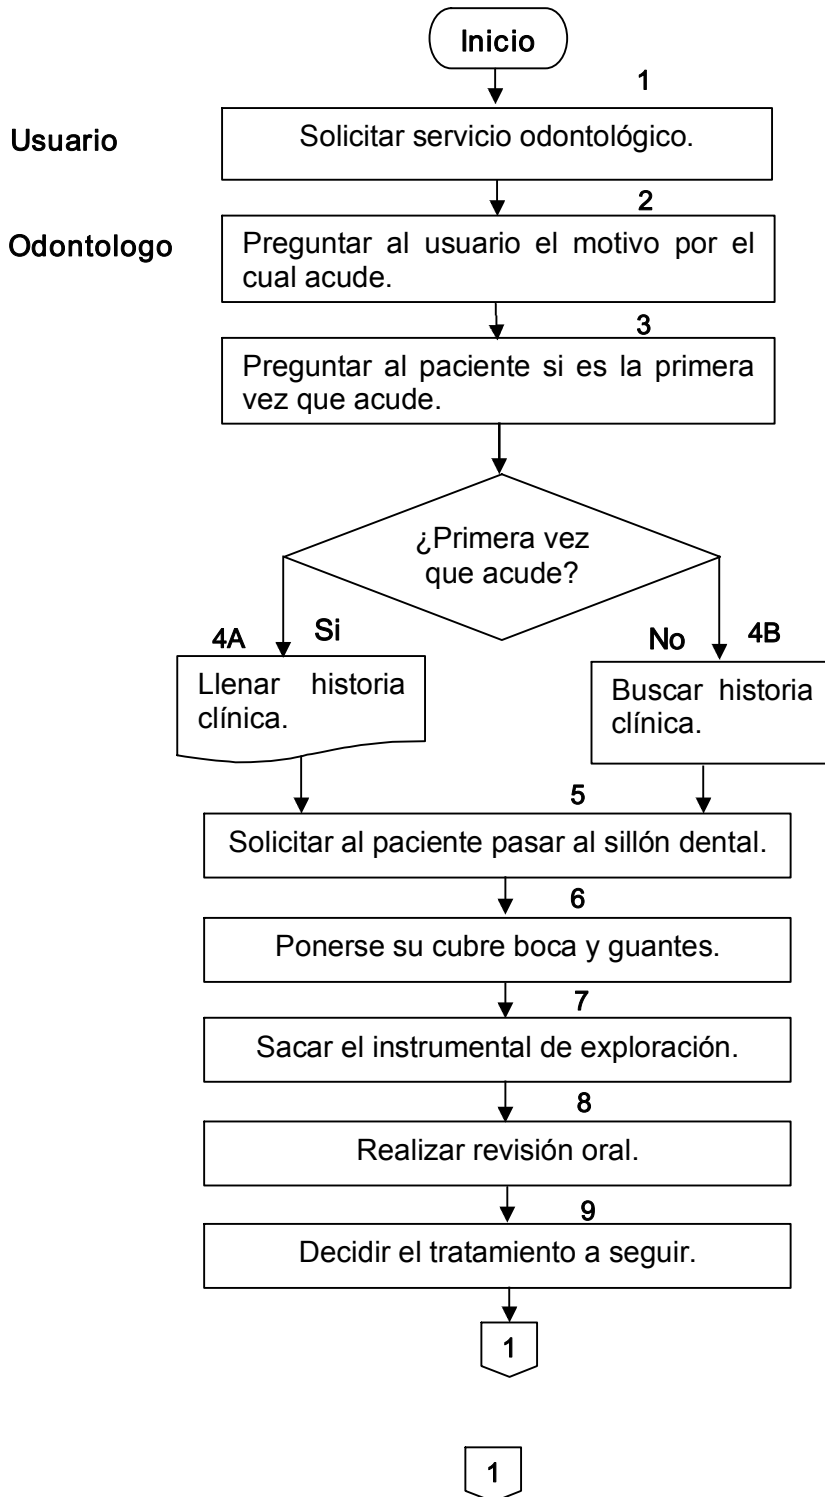 Inicio
1
Usuario
Solicitar servicio odontológico.
2
Odontologo
Preguntar al usuario el motivo por el
cual acude.
3
Preguntar al paciente si es la primera
vez que acude.
¿Primera vez
que acude?
4A
Si
No
4B
Llenar historia
clínica.
Buscar historia
clínica.
5
Solicitar al paciente pasar al sillón dental.
6
Ponerse su cubre boca y guantes.
7
Sacar el instrumental de exploración.
8
Realizar revisión oral.
9
Decidir el tratamiento a seguir.
1
1